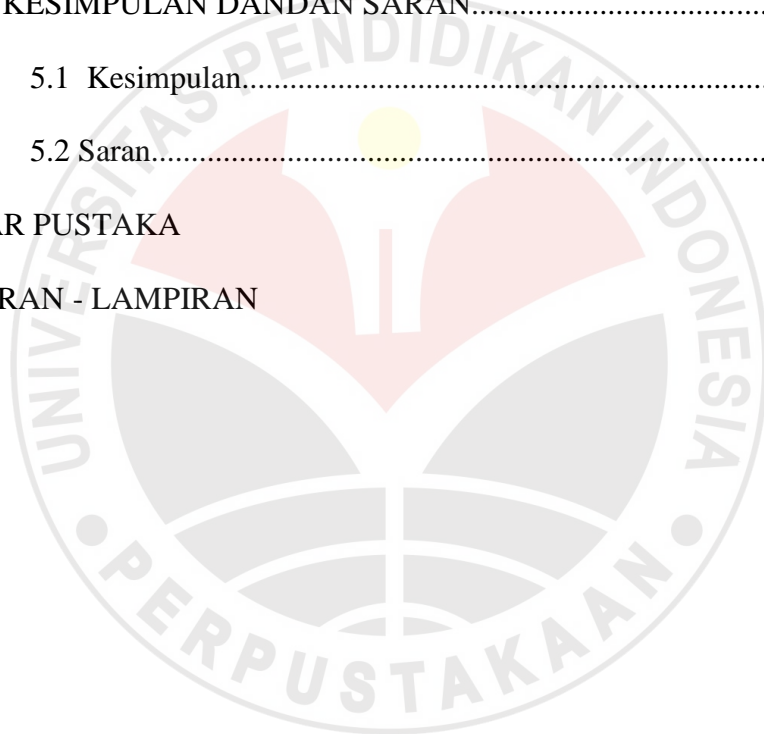 KESIMPULAN DANDAN SARAN......................................
5.1 Kesimpulan..............................................................................
5.2 Saran.........................................................................................
AR PUSTAKA
RAN - LAMPIRAN
UNIVERSITAS PENDIDIKAN INDONESIA
• PERPUSTAKAAN •